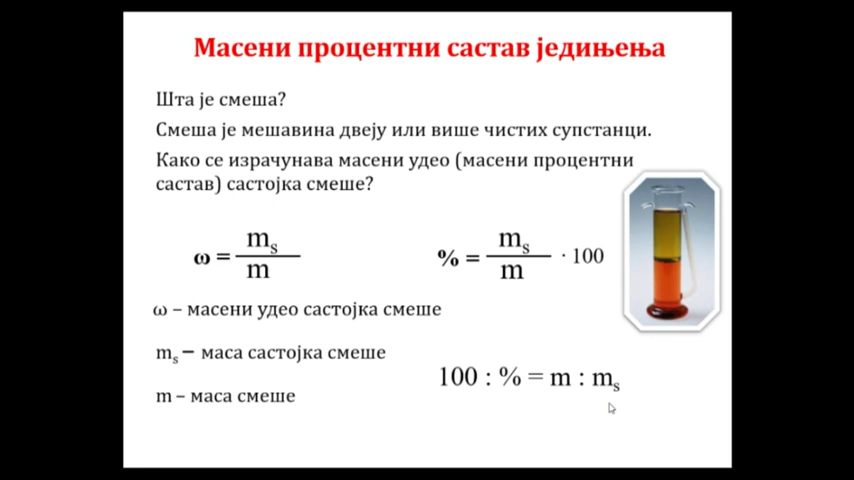 Масени процентни састав једињења
Шта је смеша?
Смеша је мешавина двеју или више чистих супстанци.
Како се израчунава масени удео (масени процентни
састав) састојка смеше?
ω = mₛ / m
% = mₛ / m · 100
ω – масени удео састојка смеше
mₛ – маса састојка смеше
100 : % = m : mₛ
m – маса смеше